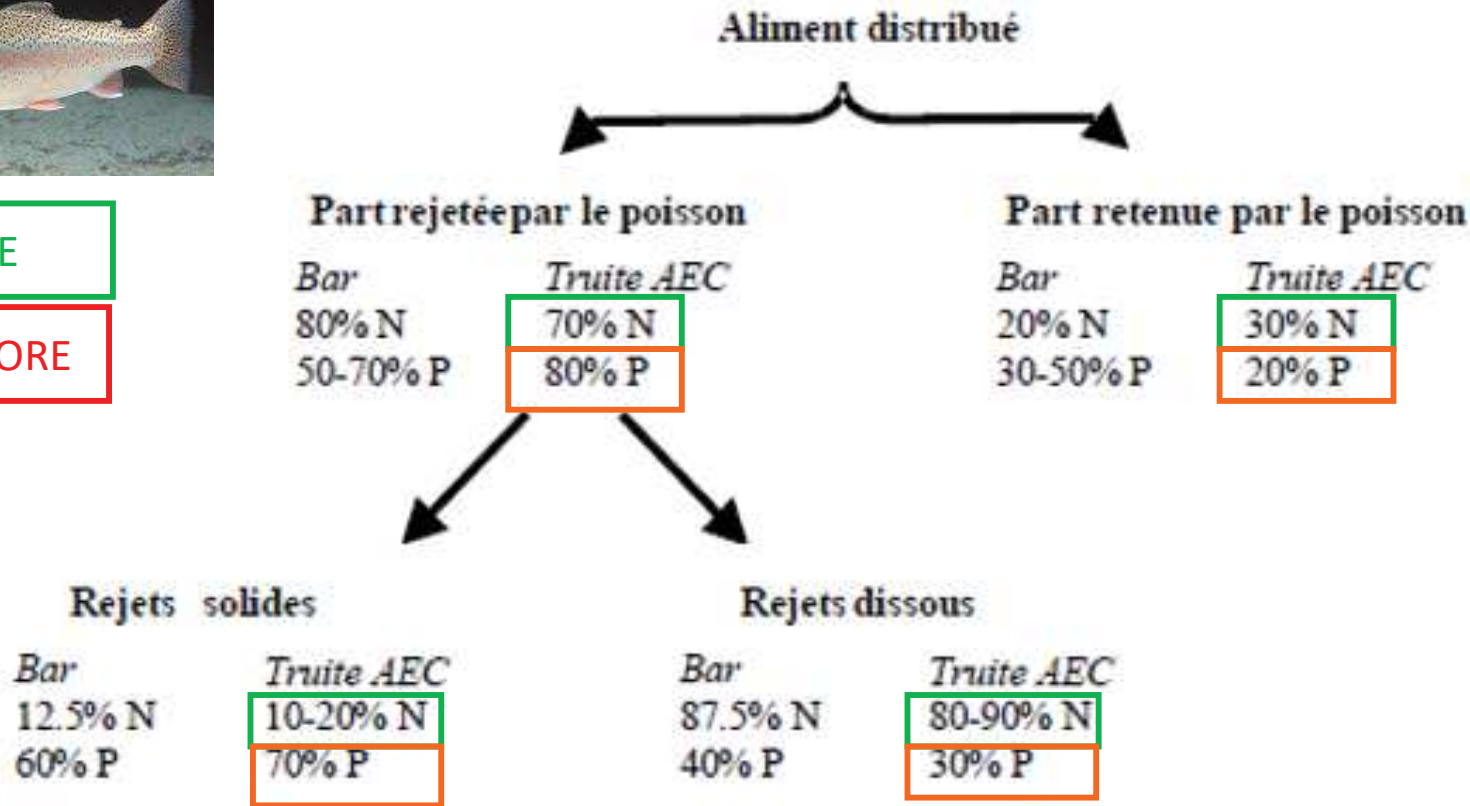 Aliment distribué
Part rejetée par le poisson
Bar Truite AEC
80% N 70% N
50-70% P 80% P
Part retenue par le poisson
Bar Truite AEC
20% N 30% N
30-50% P 20% P
Rejets solides
Bar Truite AEC
12.5% N 10-20% N
60% P 70% P
Rejets dissous
Bar Truite AEC
87.5% N 80-90% N
40% P 30% P
E
ORE